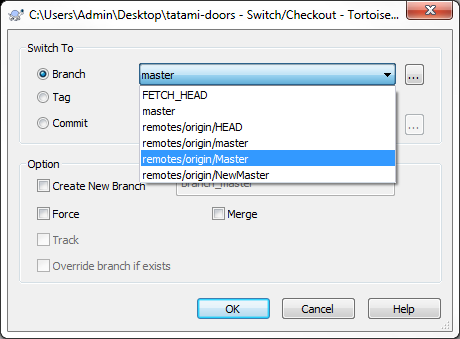 C:\Users\Admin\Desktop\tatami-doors - Switch/Checkout - Tortoise...
Switch To
Branch
master
...
Tag
Commit
...
FETCH_HEAD
master
remotes/origin/HEAD
remotes/origin/master
remotes/origin/Master
remotes/origin/NewMaster
Option
Create New Branch
Branch_master
Force
Merge
Track
Override branch if exists
OK
Cancel
Help